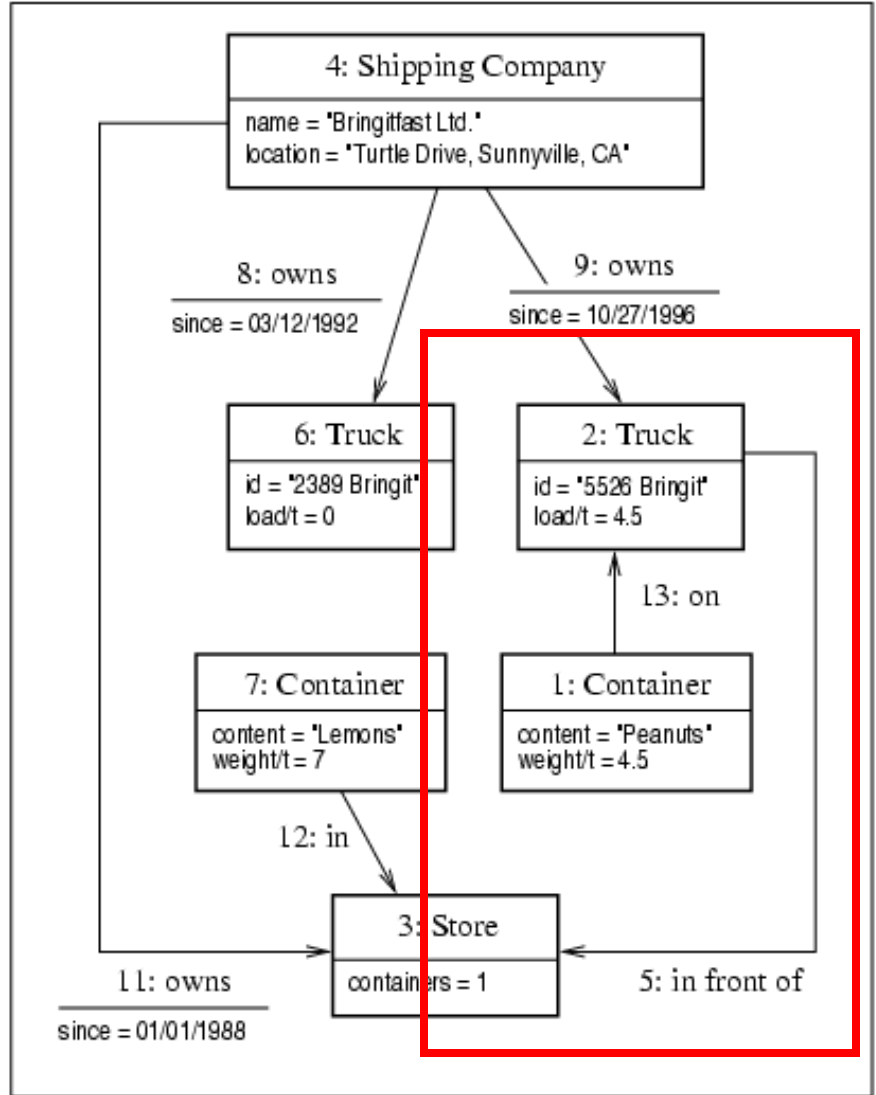 4: Shipping Company
name = "Bringitfast Ltd."
location = "Turtle Drive, Sunnyville, CA"
8: owns
since = 03/12/1992
9: owns
since = 10/27/1996
6: Truck
id = "2389 Bringit"
load/t = 0
2: Truck
id = "5526 Bringit"
load/t = 4.5
13: on
7: Container
content = "Lemons"
weight/t = 7
1: Container
content = "Peanuts"
weight/t = 4.5
12: in
3: Store
containers = 1
11: owns
since = 01/01/1988
5: in front of